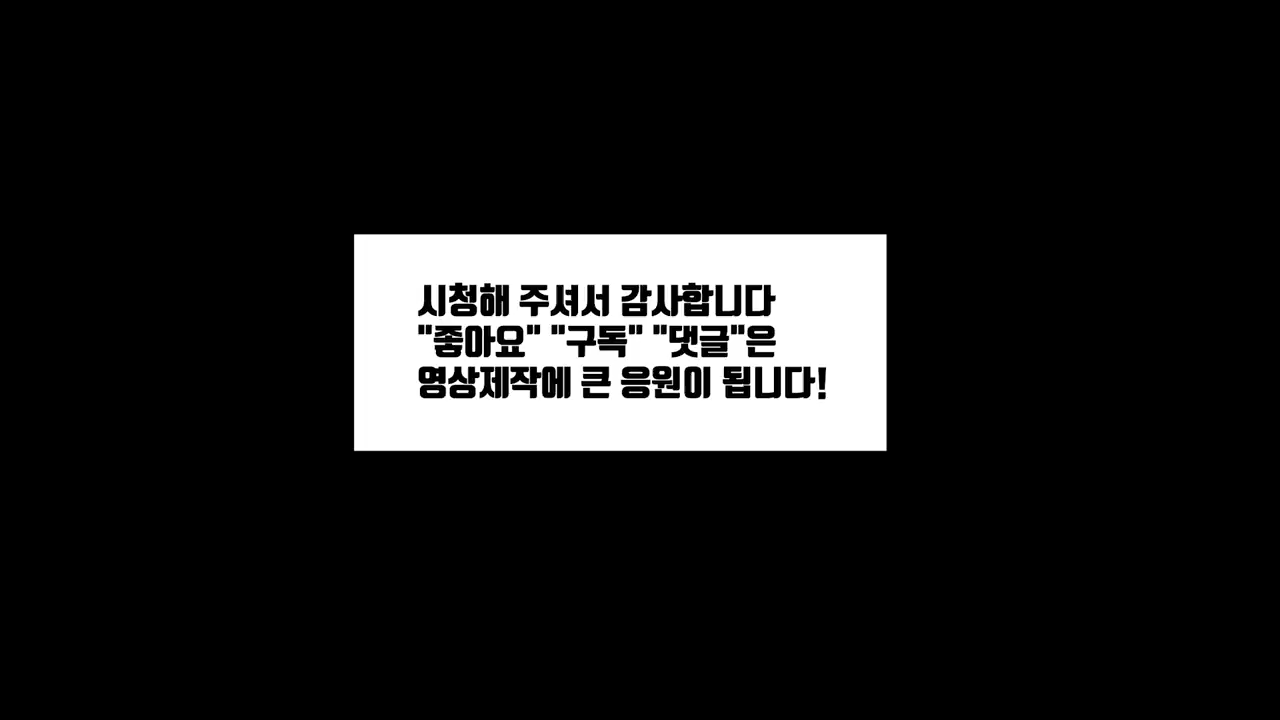 시청해 주셔서 감사합니다
"좋아요" "구독" "댓글"은
영상제작에 큰 응원이 됩니다!